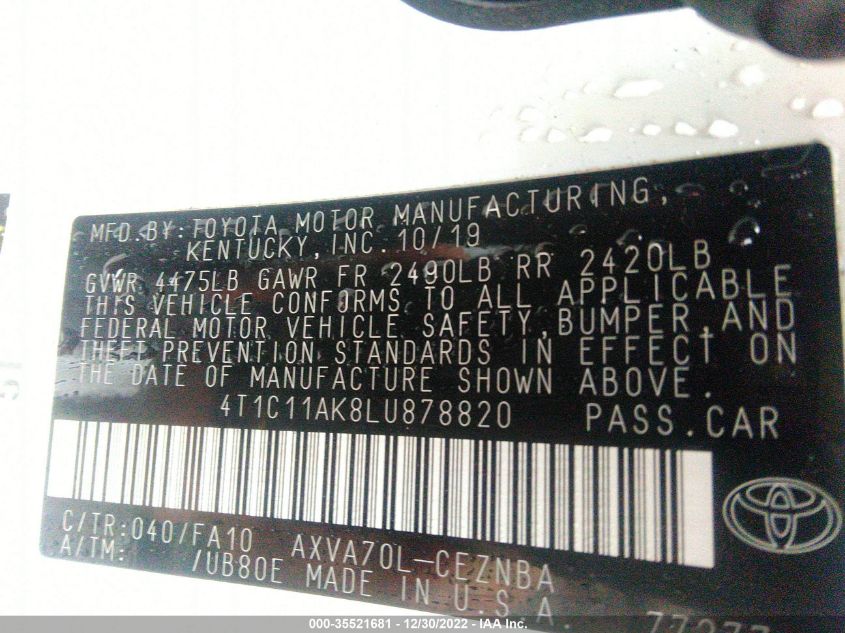 MFD.BY:TOYOTA MOTOR MANUFACTURING,
KENTUCKY,INC.10/19
GVWR 4475LB GAWR FR 2490LB RR 2420LB
THIS VEHICLE CONFORMS TO ALL APPLICABLE
FEDERAL MOTOR VEHICLE SAFETY,BUMPER,AND
THEFT PREVENTION STANDARDS IN EFFECT ON
THE DATE OF MANUFACTURE SHOWN ABOVE.
4T1C11AK8LU878820 PASS.CAR
C/TR:040/FA10 AXVA70L-CEZNBA
A/TM: /UB80E MADE IN U.S.A.
000-35521681 - 12/30/2022 - IAA Inc.